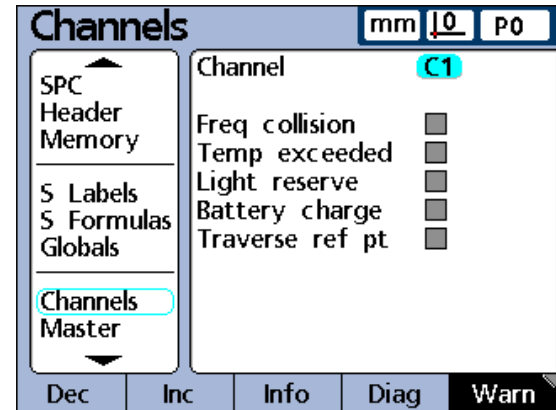 Channels mm 0 P0
SPC
Header
Memory
S Labels
S Formulas
Globals
Channels
Master
Channel C1
Freq collision
Temp exceeded
Light reserve
Battery charge
Traverse ref pt
Dec Inc Info Diag Warn